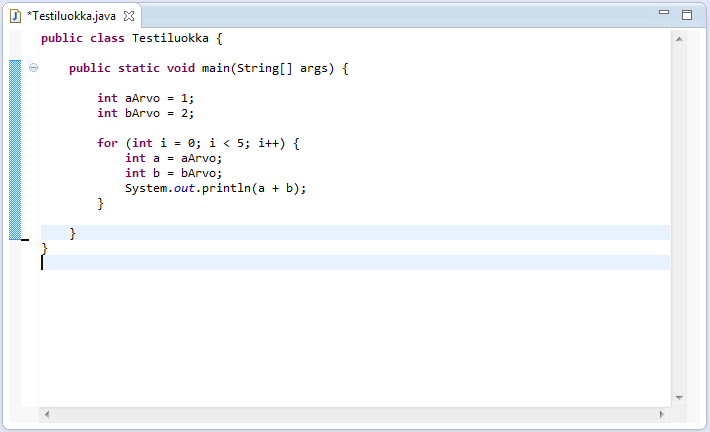 *Testiluokka.java
public class Testiluokka {
public static void main(String[] args) {
int aArvo = 1;
int bArvo = 2;
for (int i = 0; i < 5; i++) {
int a = aArvo;
int b = bArvo;
System.out.println(a + b);
}
}
}